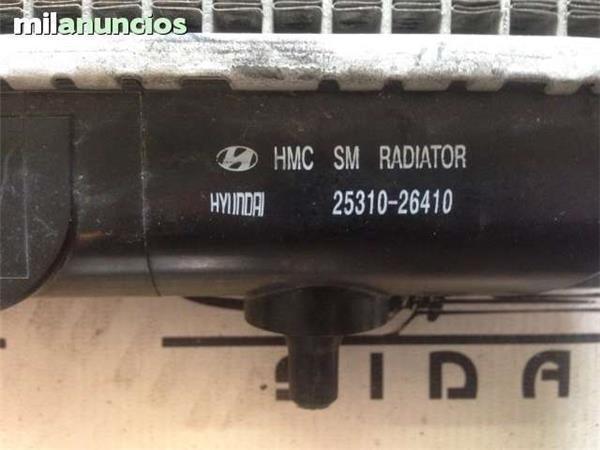 milanuncios
HMC SM RADIATOR
HYUNDAI 25310-26410